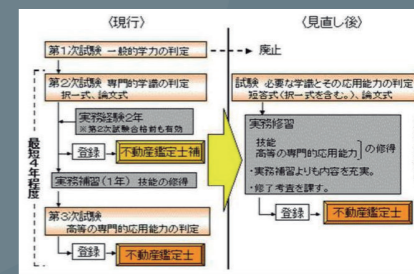 〈現行〉
第1次試験 一般的学力の判定
第2次試験 専門的学識の判定
択一式、論文式
実務経験2年
※第2次試験合格前も有効
登録
不動産鑑定士補
実務補習(1年) 技能の修得
第3次試験
高等の専門的応用能力の判定
登録
不動産鑑定士
最短4年程度
〈見直し後〉
廃止
試験 必要な学識とその応用能力の判定
短答式(択一式を含む。)、論文式
実務修習
技能
高等の専門的応用能力
の修得
・実務補習よりも内容を充実。
・修了考査を課す。
登録
不動産鑑定士